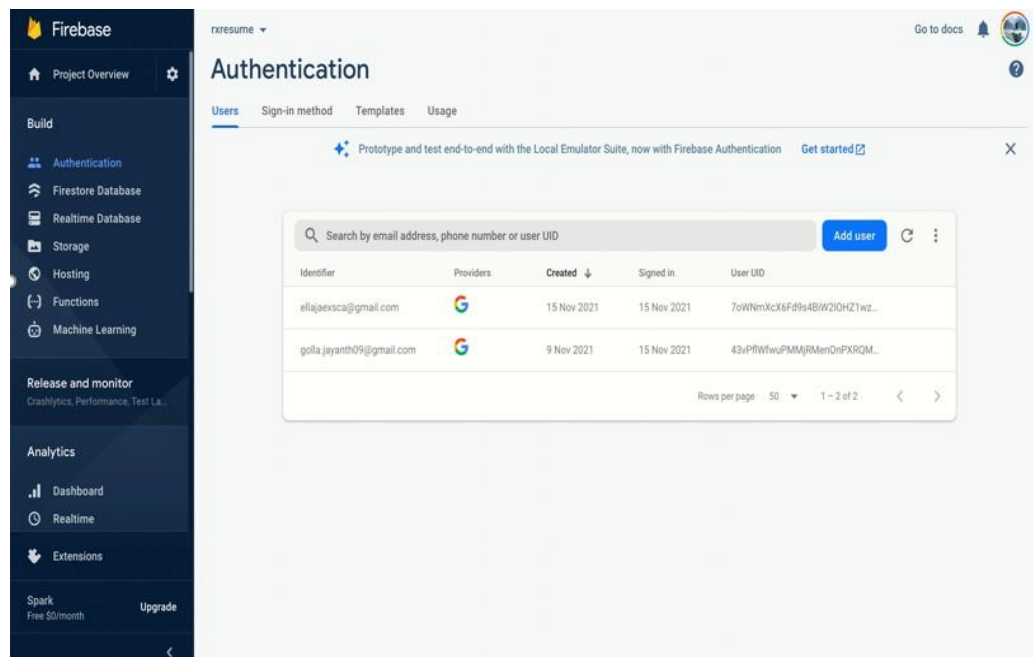 Firebase
Project Overview
Build
Authentication
Firestore Database
Realtime Database
Storage
Hosting
Functions
Machine Learning
Release and monitor
Crashlytics, Performance, Test La...
Analytics
Dashboard
Realtime
Extensions
Spark
Free $0/month
Upgrade
rxresume
Go to docs
Authentication
Users Sign-in method Templates Usage
Prototype and test end-to-end with the Local Emulator Suite, now with Firebase Authentication Get started
Search by email address, phone number or user UID Add user
Identifier Providers Created Signed in User UID
ellajaexsca@gmail.com 15 Nov 2021 15 Nov 2021 7oWNmXcX6Fd9s4BiW2IOHZ1wz...
golla.jayanth09@gmail.com 9 Nov 2021 15 Nov 2021 43vPflWfwuPMMjRMenOnPXRQM...
Rows per page 50 1 – 2 of 2